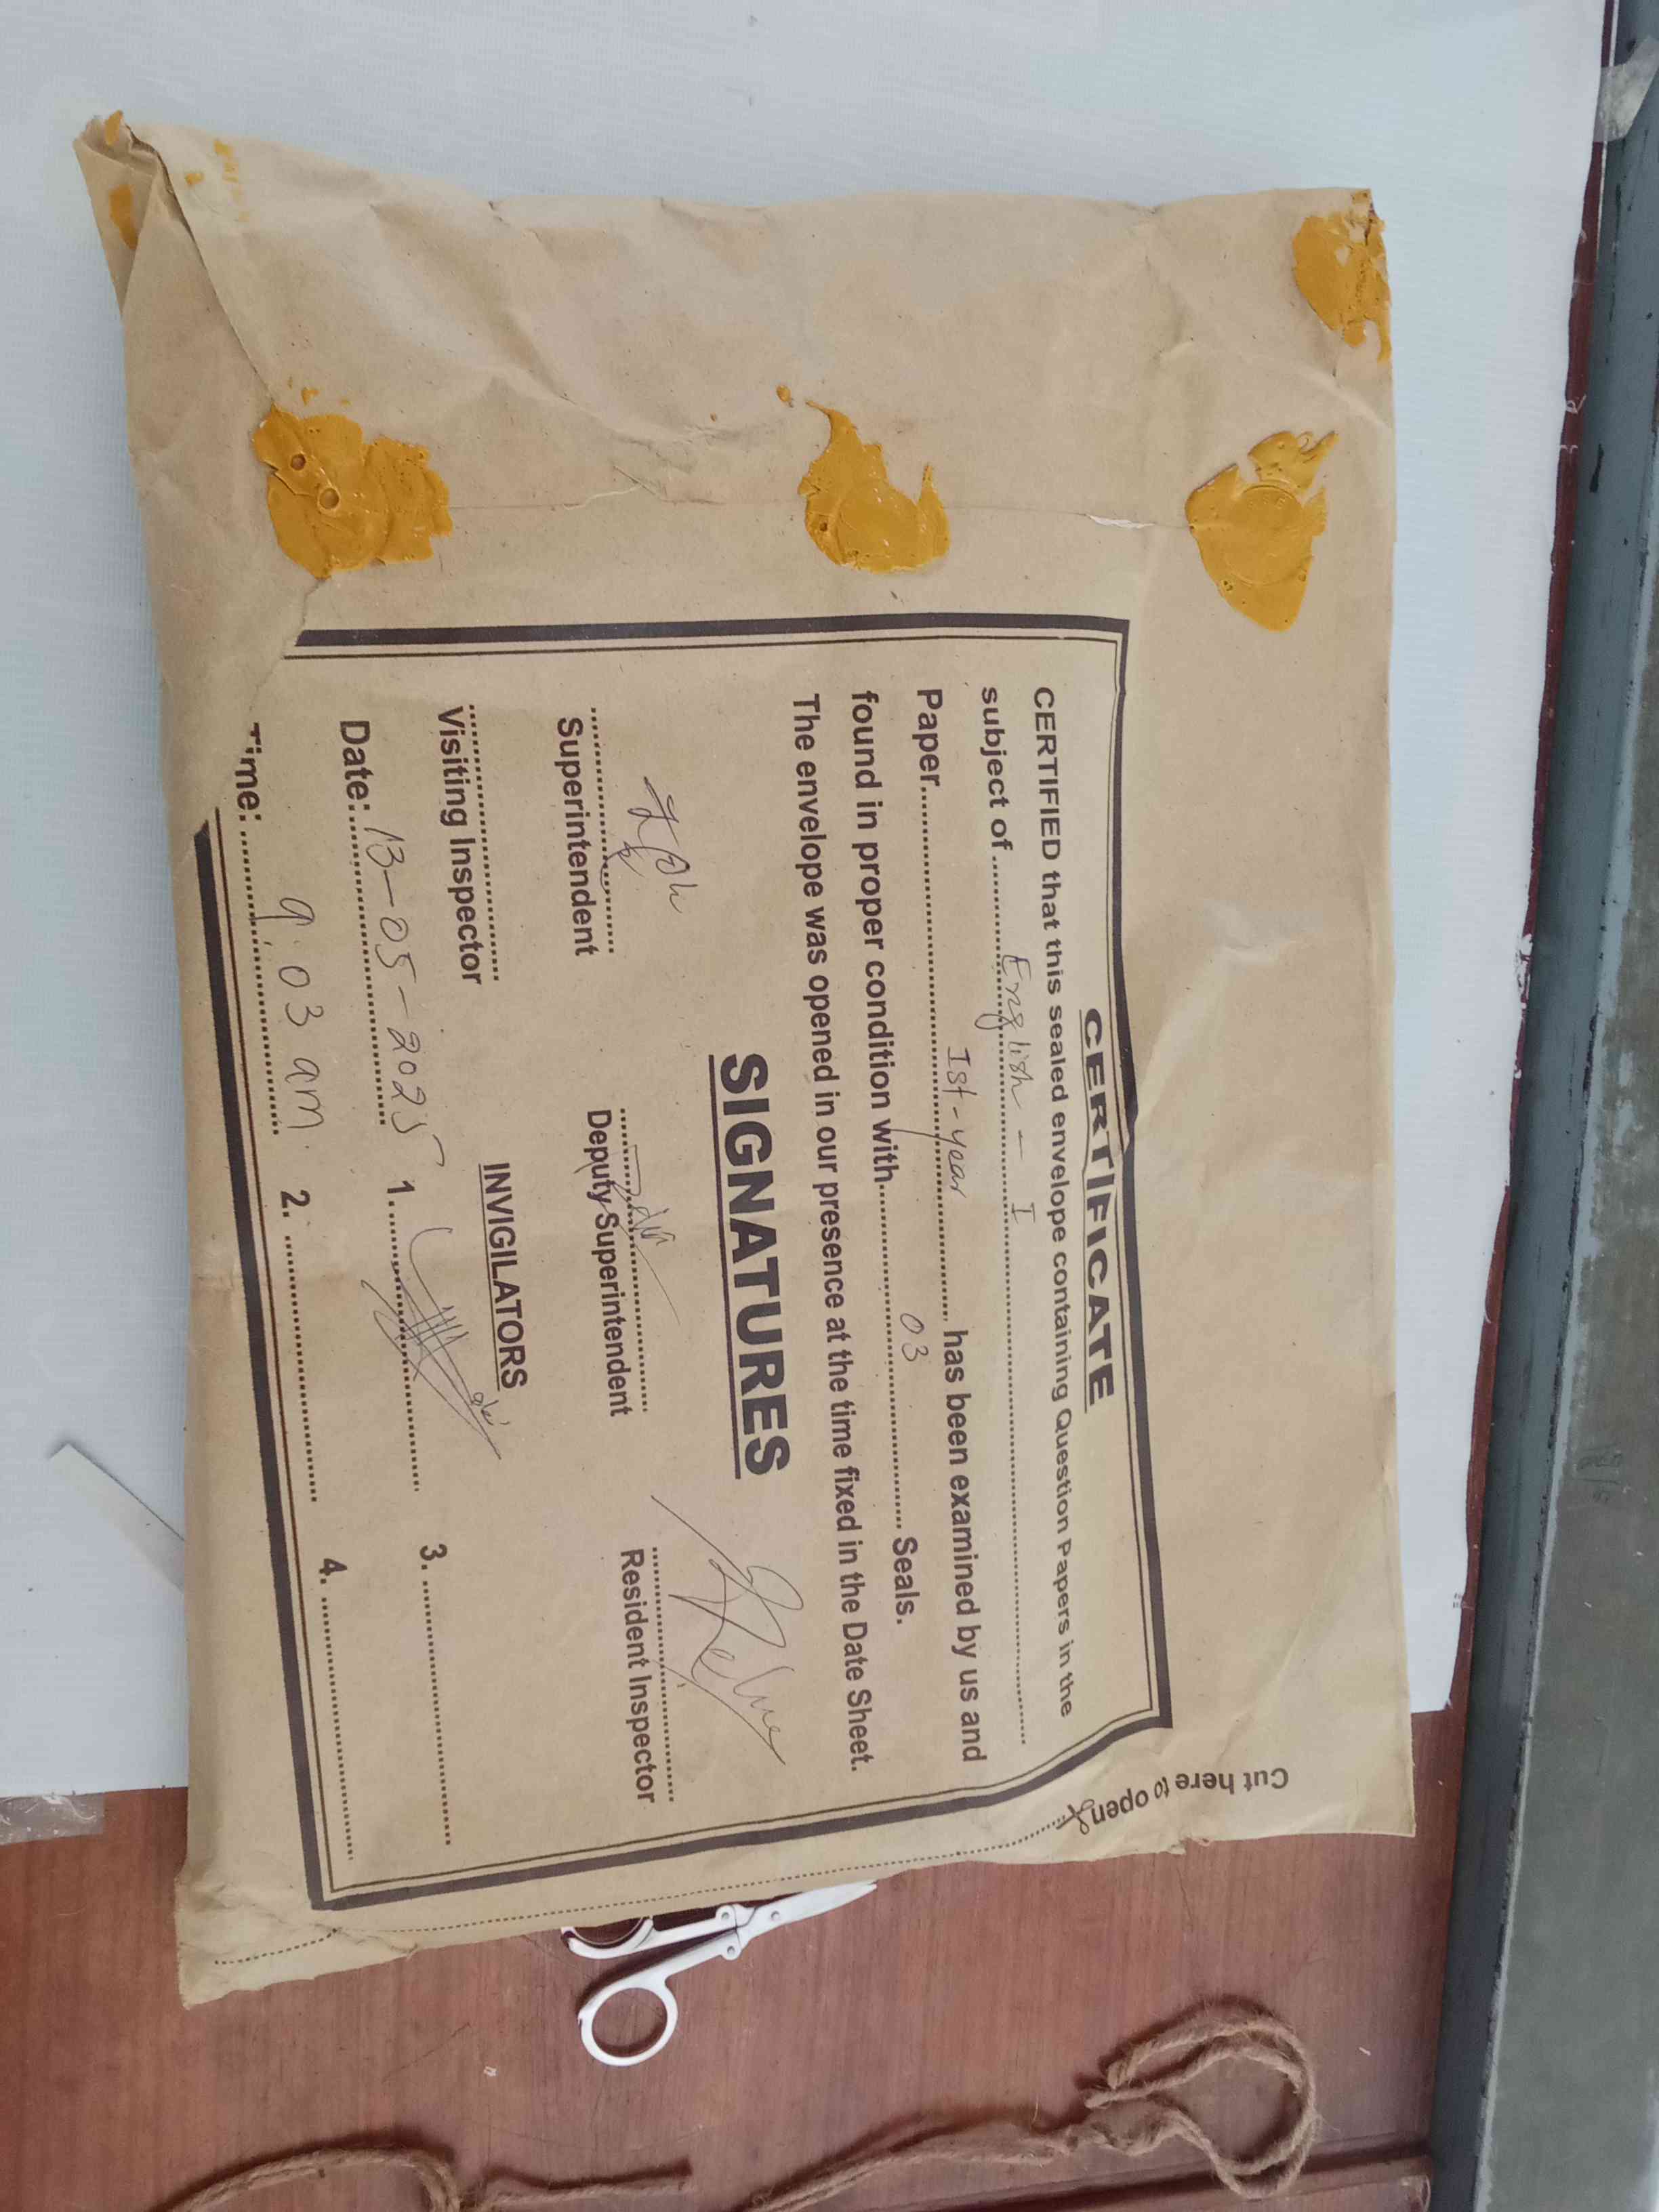 Cut here to open
CERTIFICATE
CERTIFIED that this sealed envelope containing Question Papers in the
subject of English - I
Paper Ist-year has been examined by us and
found in proper condition with 03 Seals.
The envelope was opened in our presence at the time fixed in the Date Sheet.
SIGNATURES
Superintendent Deputy Superintendent Resident Inspector
Visiting Inspector INVIGILATORS
Date: 13-05-2025 1. 3.
Time: 9.03 am. 2. 4.